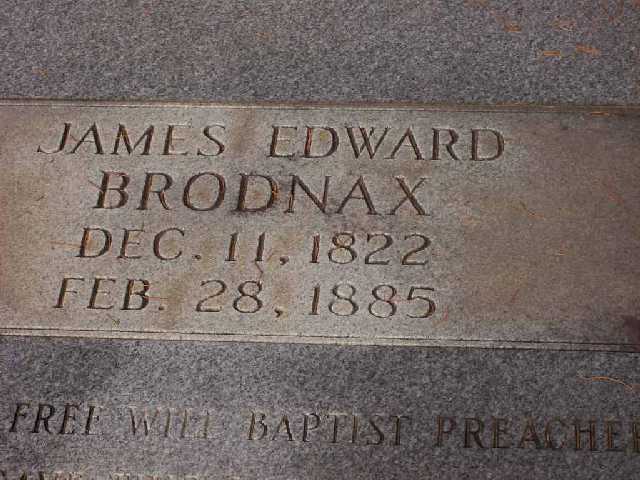 JAMES EDWARD
BRODNAX
DEC. 11, 1822
FEB. 28, 1885
FREE WILL BAPTIST PREACHER